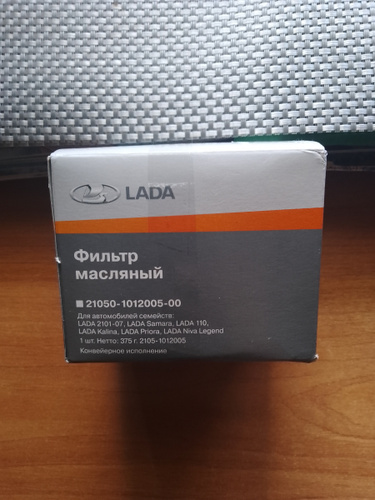 LADA
Фильтр
масляный
21050-1012005-00
Для автомобилей семейств:
LADA 2101-07, LADA Samara, LADA 110,
LADA Kalina, LADA Priora, LADA Niva Legend
1 шт. Нетто: 375 г. 2105-1012005
Конвейерное исполнение